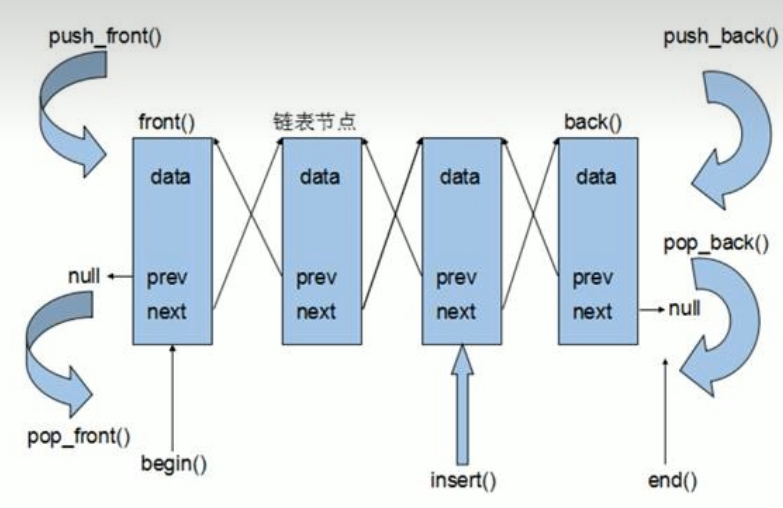 push_front()
push_back()
front()
链表节点
back()
data
data
data
data
pop_back()
null
prev
prev
prev
prev
next
next
next
next
null
pop_front()
begin()
insert()
end()